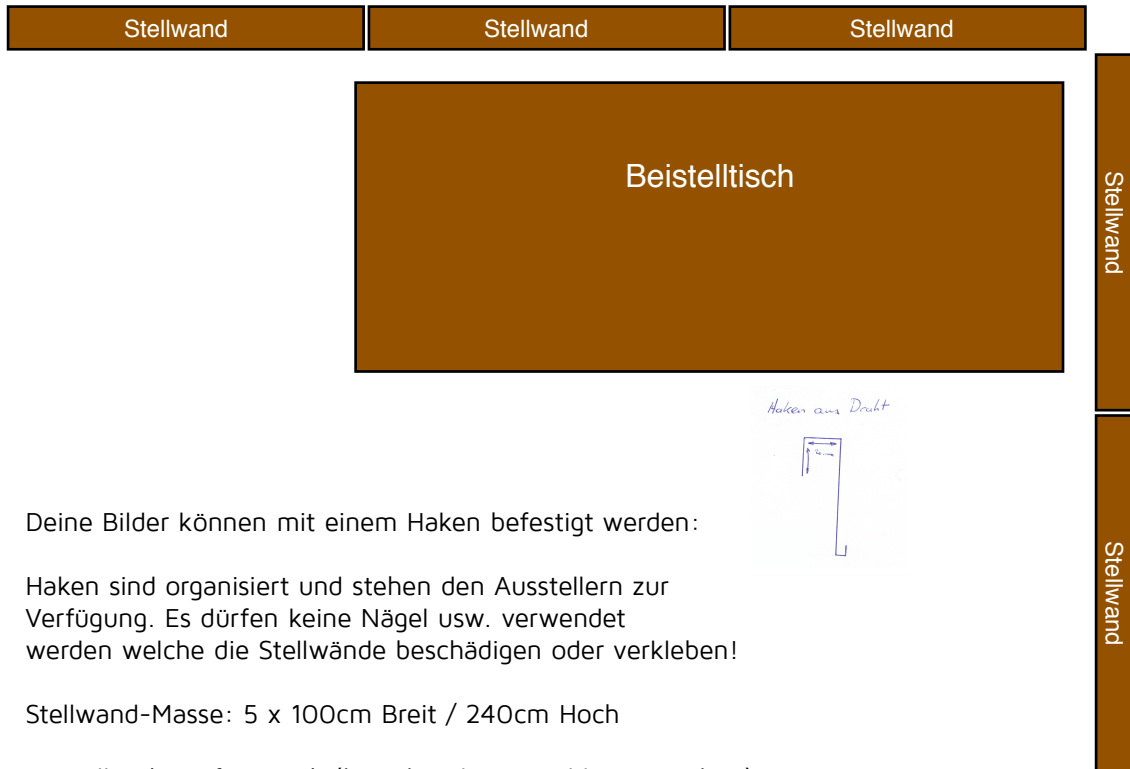 Stellwand
Stellwand
Stellwand
Beistelltisch
Stellwand
Haken aus Draht
Deine Bilder können mit einem Haken befestigt werden:
Stellwand
Haken sind organisiert und stehen den Ausstellern zur
Verfügung. Es dürfen keine Nägel usw. verwendet
werden welche die Stellwände beschädigen oder verkleben!
Stellwand-Masse: 5 x 100cm Breit / 240cm Hoch